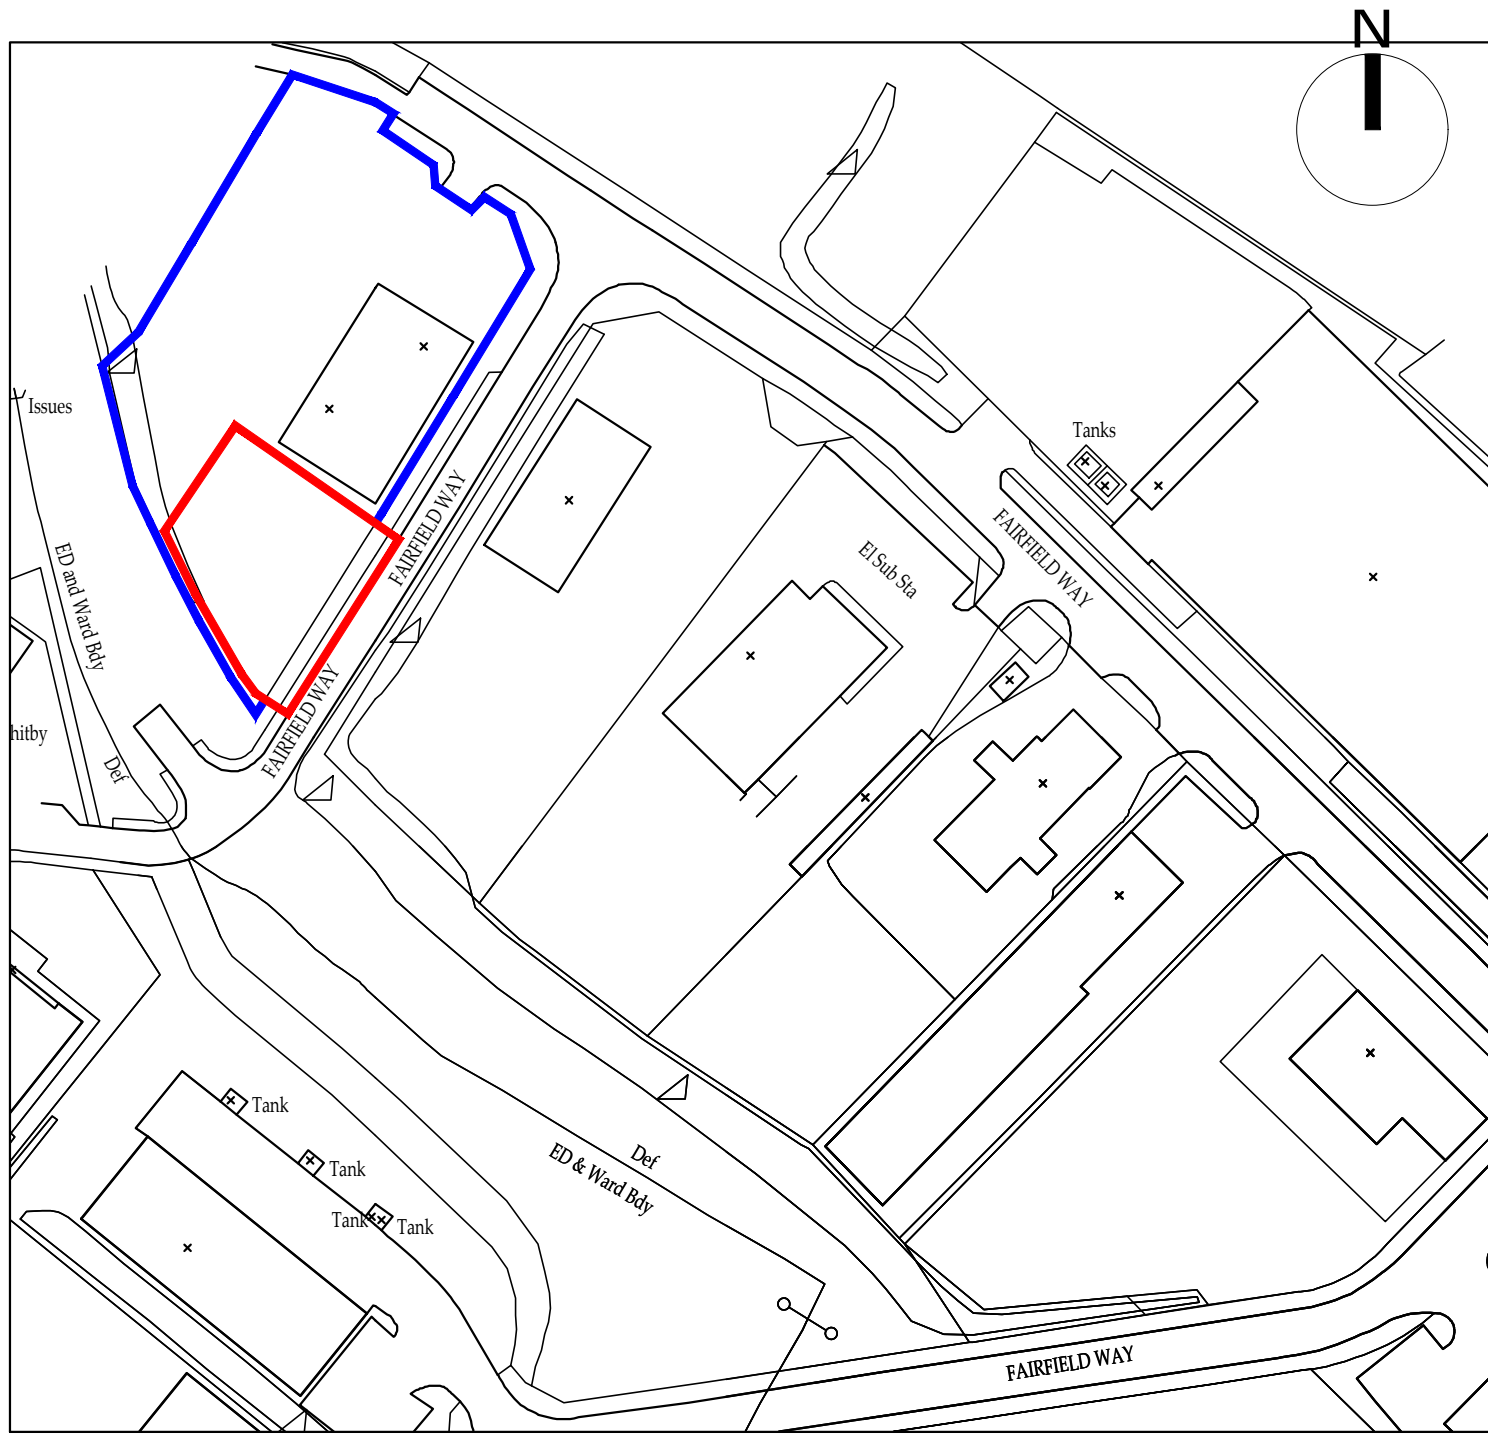 N
Issues
Tanks
FAIRFIELD WAY
FAIRFIELD WAY
El Sub Sta
ED and Ward Bdy
FAIRFIELD WAY
hitby
Def
Tank
Tank
Tank
Tank
Def
ED & Ward Bdy
FAIRFIELD WAY